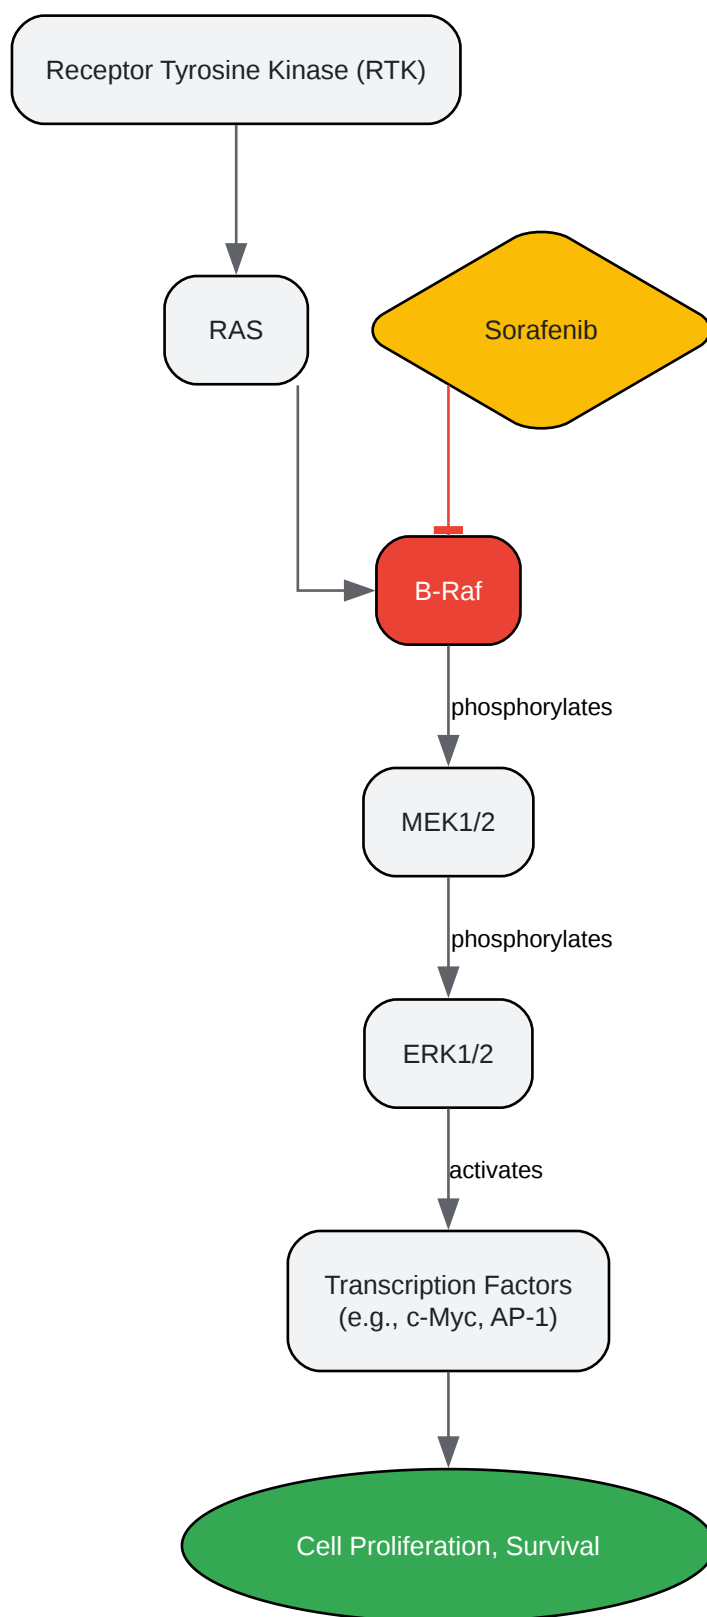 Receptor Tyrosine Kinase (RTK)
RAS
Sorafenib
B-Raf
phosphorylates
MEK1/2
phosphorylates
ERK1/2
activates
Transcription Factors
(e.g., c-Myc, AP-1)
Cell Proliferation, Survival